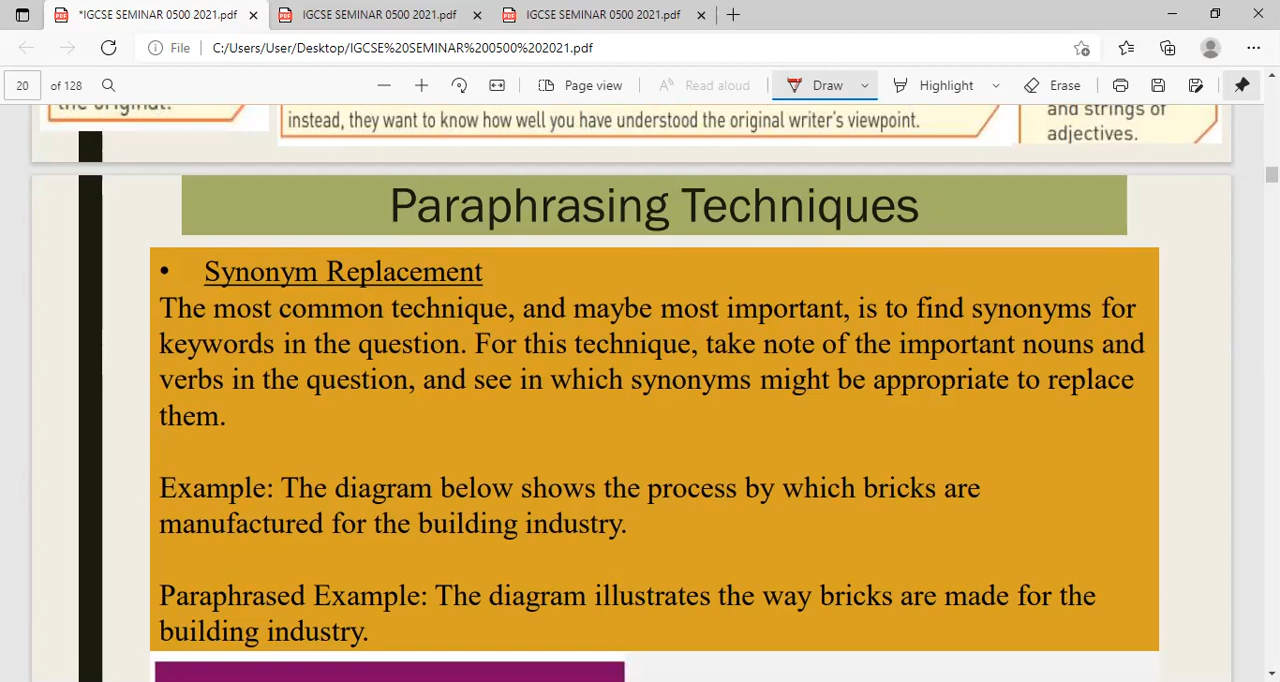 *IGCSE SEMINAR 0500 2021.pdf
IGCSE SEMINAR 0500 2021.pdf
IGCSE SEMINAR 0500 2021.pdf
File
C:/Users/User/Desktop/IGCSE%20SEMINAR%200500%202021.pdf
20
of 128
Page view
Read aloud
Draw
Highlight
Erase
the original.
instead, they want to know how well you have understood the original writer's viewpoint.
and strings of
adjectives.
Paraphrasing Techniques
• Synonym Replacement
The most common technique, and maybe most important, is to find synonyms for
keywords in the question. For this technique, take note of the important nouns and
verbs in the question, and see in which synonyms might be appropriate to replace
them.
Example: The diagram below shows the process by which bricks are
manufactured for the building industry.
Paraphrased Example: The diagram illustrates the way bricks are made for the
building industry.